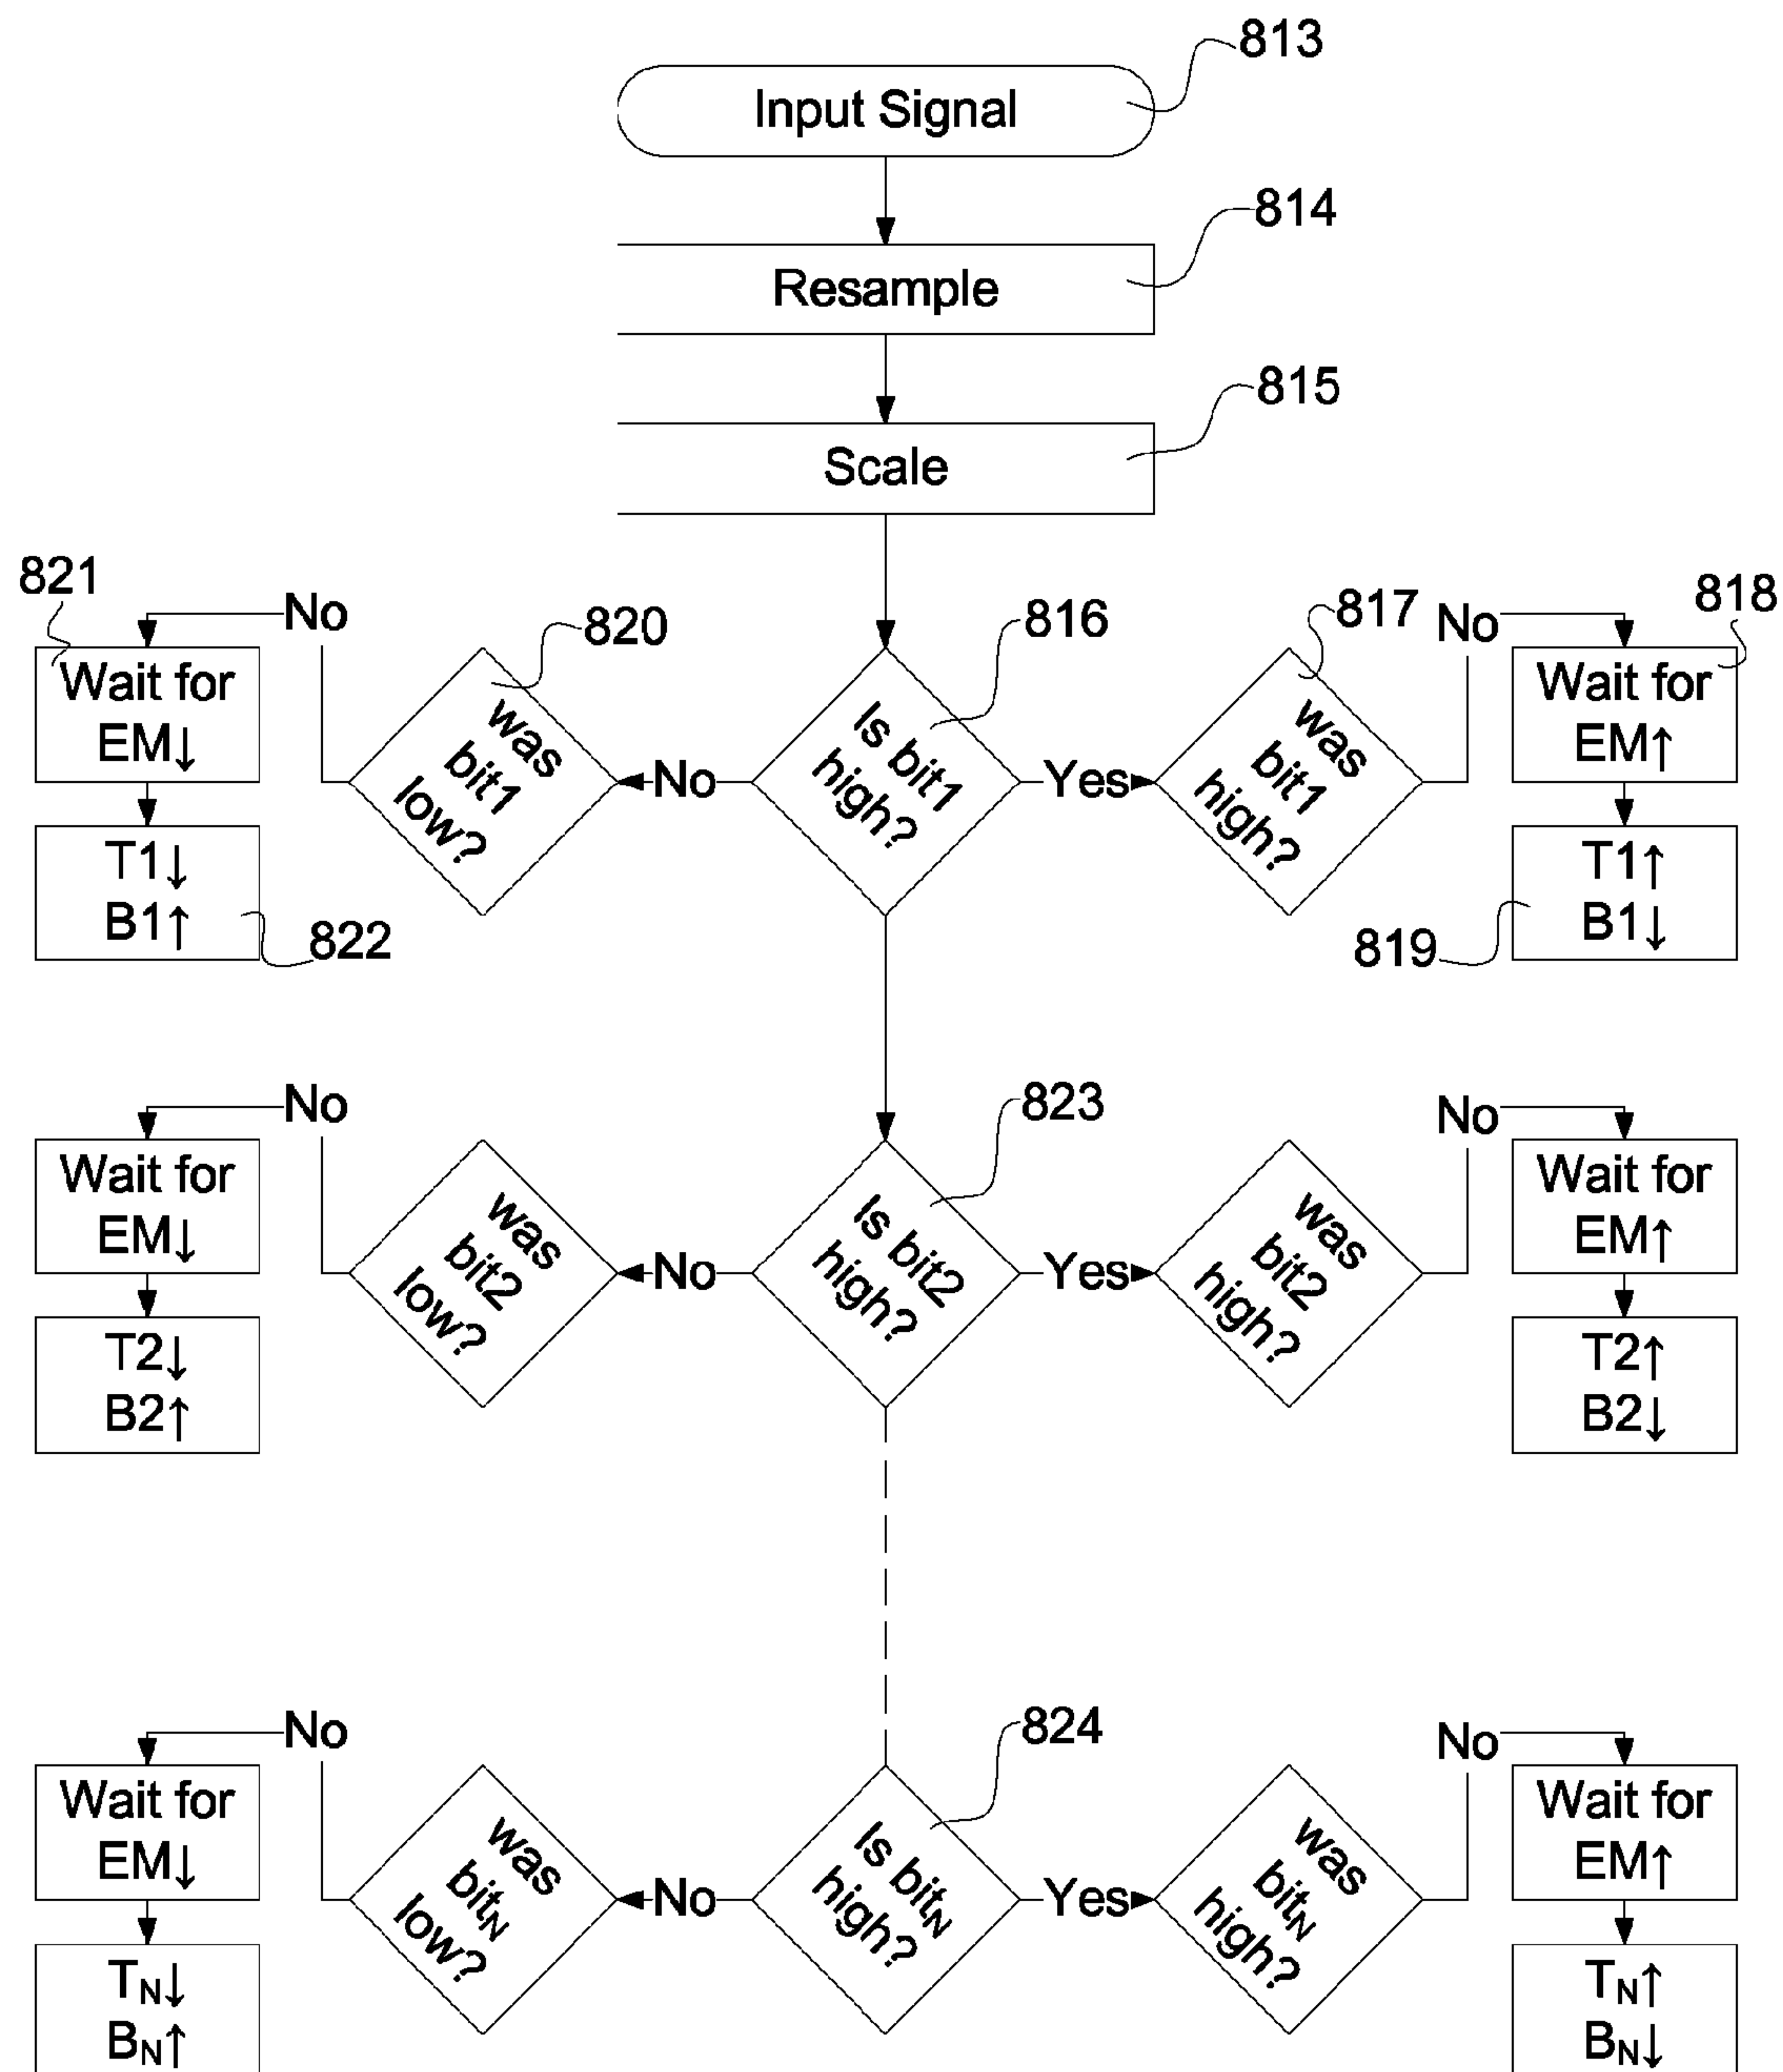 813
Input Signal
814
Resample
815
Scale
821
No
820
816
817
No
818
Wait for
EM↓
was
bit1
low?
No
Is bit1
high?
Yes
was
bit1
high?
Wait for
EM↑
T1↓
B1↑
822
819
T1↑
B1↓
No
823
No
Wait for
EM↓
was
bit2
low?
No
Is bit2
high?
Yes
was
bit2
high?
Wait for
EM↑
T2↓
B2↑
T2↑
B2↓
No
824
No
Wait for
EM↓
was
bitN
low?
No
Is bitN
high?
Yes
was
bitN
high?
Wait for
EM↑
TN↓
BN↑
TN↑
BN↓